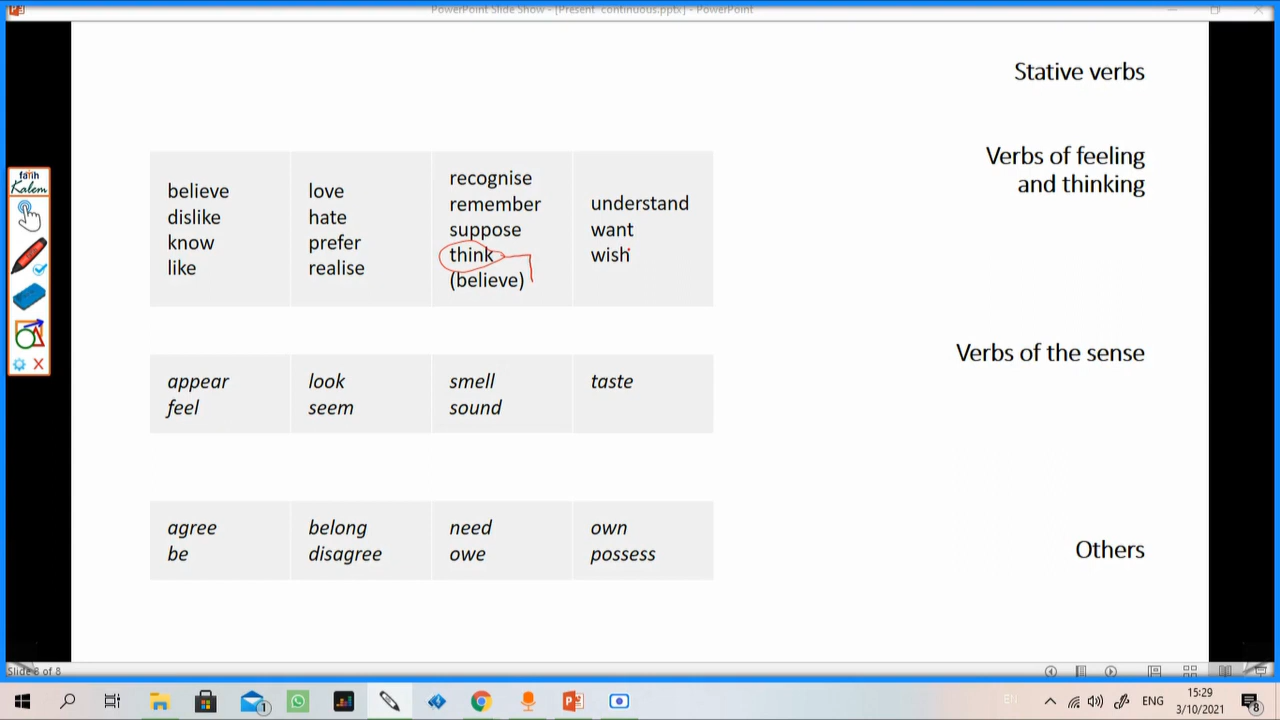 PowerPoint Slide Show - [Present continuous.pptx] - PowerPoint
Stative verbs
Verbs of feeling
and thinking
believe
dislike
know
like
love
hate
prefer
realise
recognise
remember
suppose
think
(believe)
understand
want
wish
Verbs of the sense
appear
feel
look
seem
smell
sound
taste
Others
agree
be
belong
disagree
need
owe
own
possess
fatih
Kalem
Slide 8 of 8
1
EN
ENG
15:29
3/10/2021
8